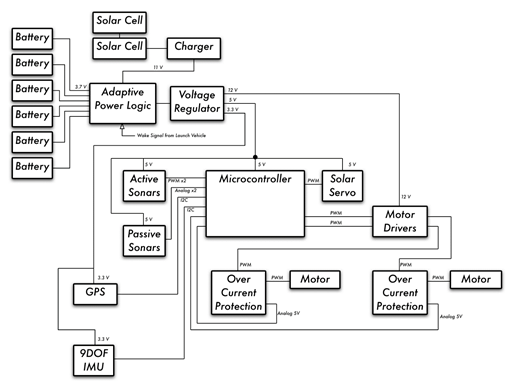 Solar Cell
Battery
Solar Cell
Charger
Battery
11 V
Battery
3.7 V
Adaptive
Power Logic
Voltage
Regulator
12 V
5 V
3.3 V
Battery
Battery
Wake Signal from Launch Vehicle
Battery
5 V
5 V
5 V
Active
Sonars
PWM x2
Analog x2
I2C
I2C
Microcontroller
PWM
Solar
Servo
12 V
5 V
Passive
Sonars
PWM
PWM
Motor
Drivers
PWM
PWM
3.3 V
GPS
Over
Current
Protection
PWM
Motor
Over
Current
Protection
PWM
Motor
Analog 5V
Analog 5V
3.3 V
9DOF
IMU